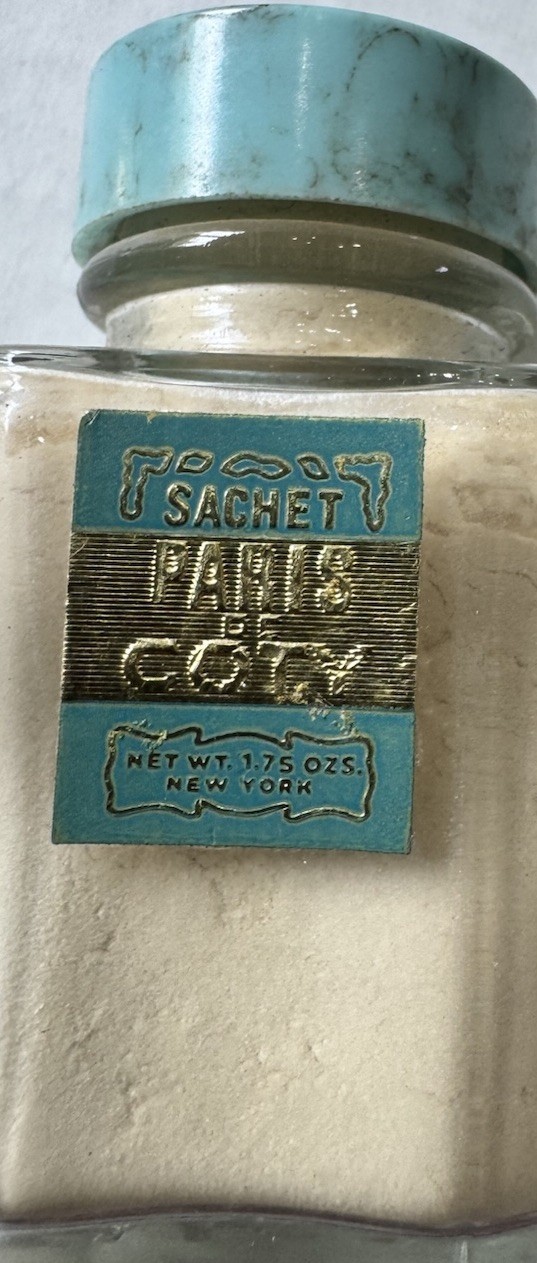 SACHET
PARIS
DE
COTY
NET WT. 1.75 OZS.
NEW YORK